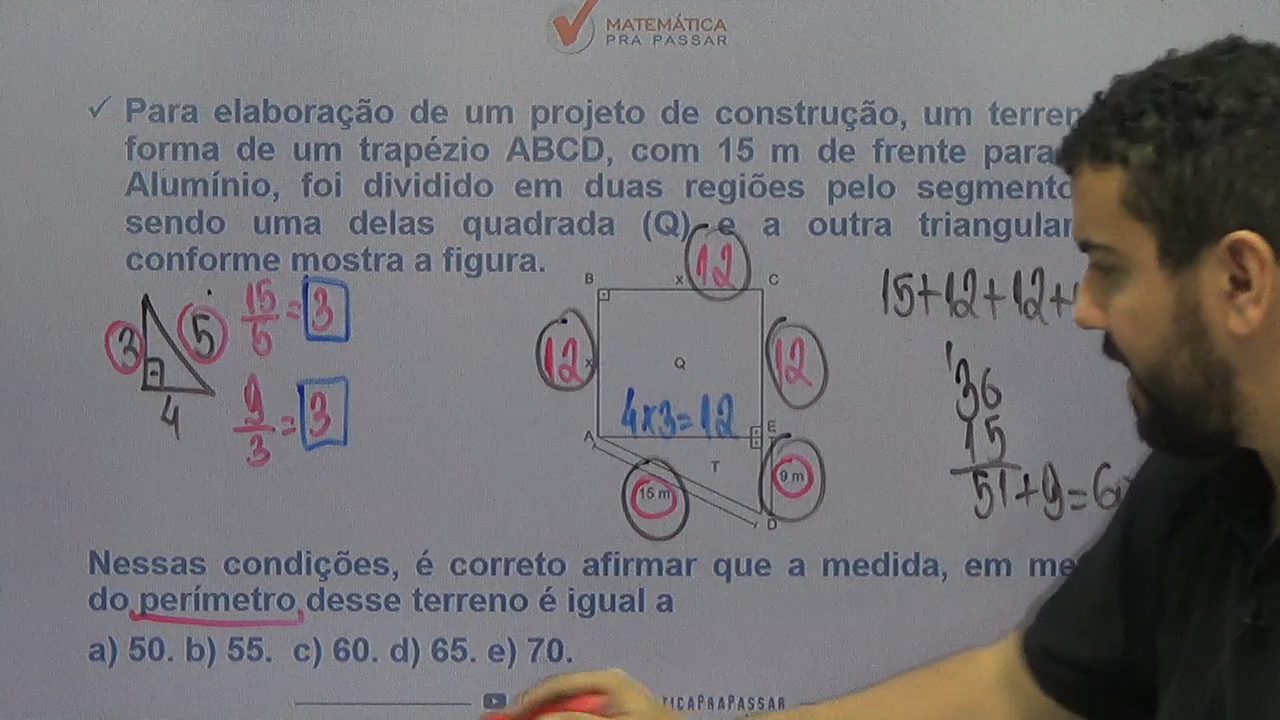 MATEMÁTICA
PRA PASSAR
✓ Para elaboração de um projeto de construção, um
forma de um trapézio ABCD, com 15 m de frente para
Alumínio, foi dividido em duas regiões pelo segmento
sendo uma delas quadrada (Q) e a outra triangular
conforme mostra a figura.
B x 12 C
3 5 4
15/5 = 3
9/3 = 3
12 x
Q
12
4x3=12
A E
T
15 m
9 m
D
15+12+12+
36
15
51+9=
Nessas condições, é correto afirmar que a medida, em
do perímetro desse terreno é igual a
a) 50. b) 55. c) 60. d) 65. e) 70.